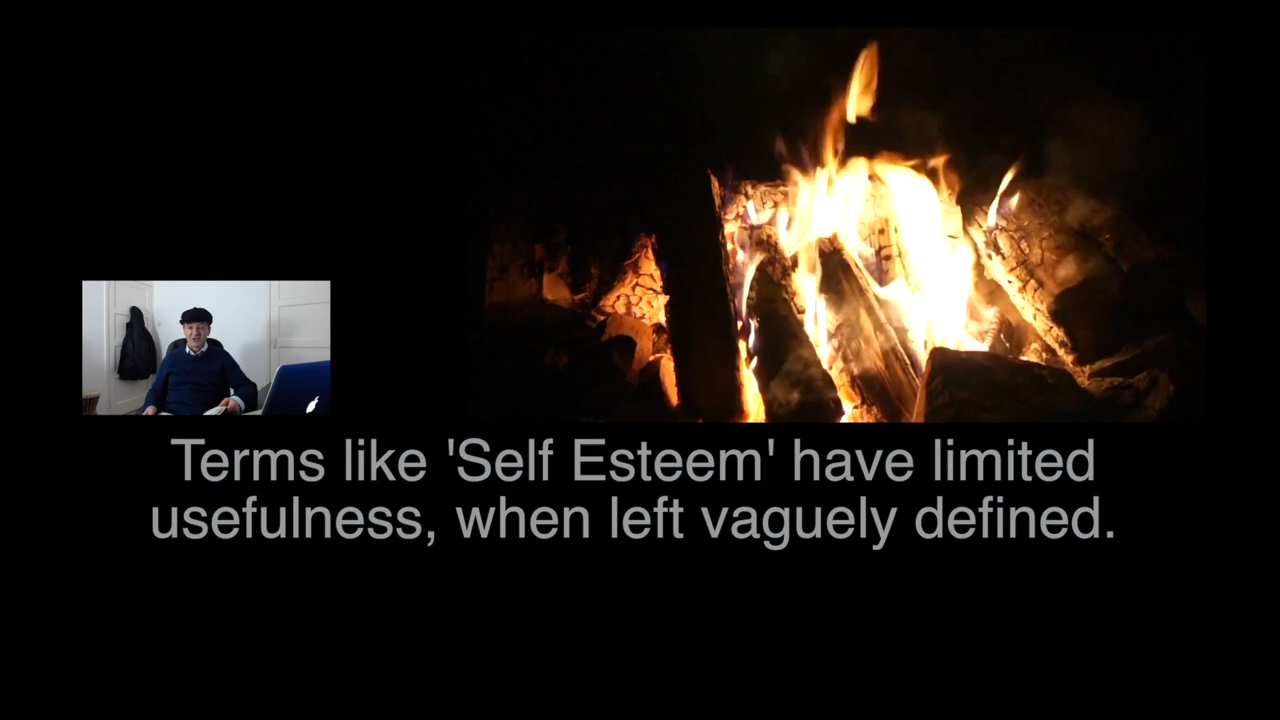 Terms like 'Self Esteem' have limited
usefulness, when left vaguely defined.